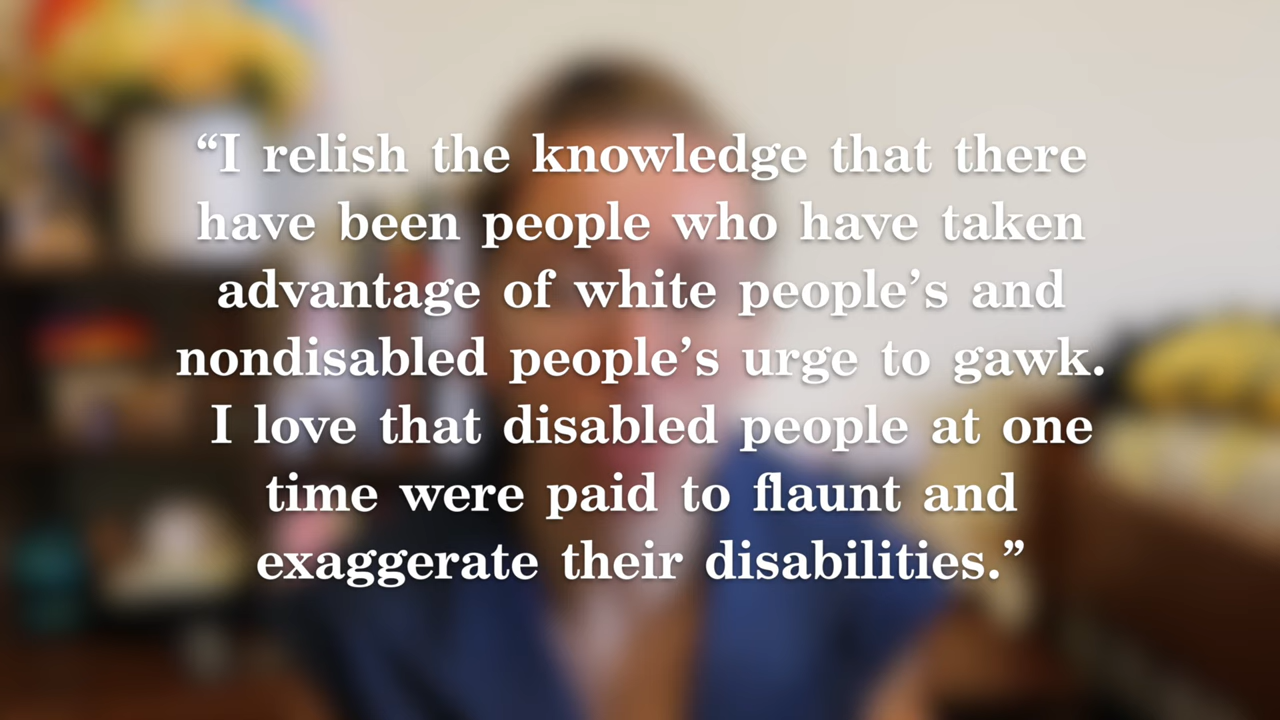 “I relish the knowledge that there
have been people who have taken
advantage of white people’s and
nondisabled people’s urge to gawk.
I love that disabled people at one
time were paid to flaunt and
exaggerate their disabilities.”